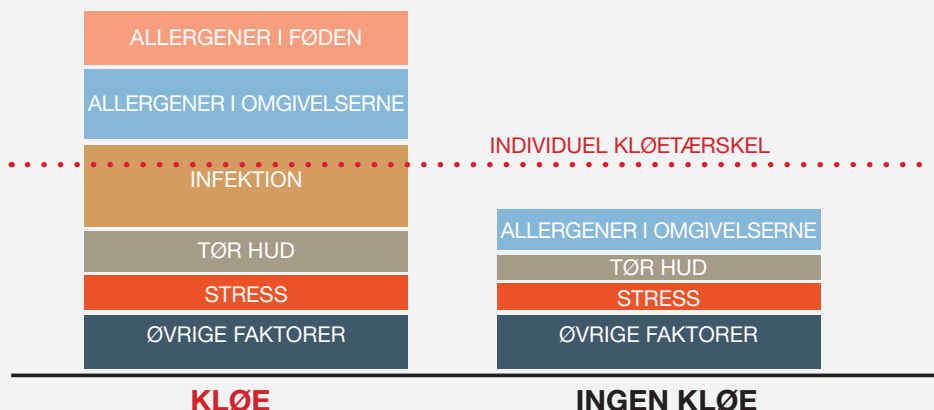 ALLERGENER I FØDEN
ALLERGENER I OMGIVELSERNE
INFEKTION
TØR HUD
STRESS
ØVRIGE FAKTORER
KLØE
INDIVIDUEL KLØETÆRSKEL
ALLERGENER I OMGIVELSERNE
TØR HUD
STRESS
ØVRIGE FAKTORER
INGEN KLØE